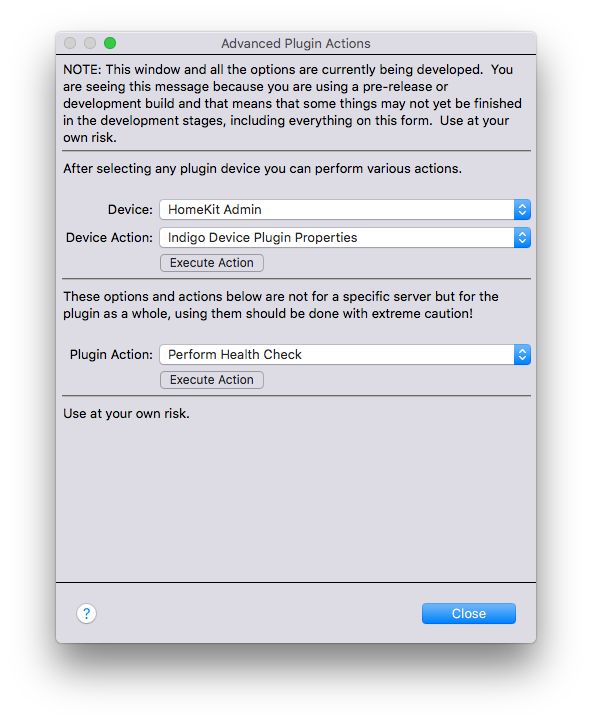 Advanced Plugin Actions
NOTE: This window and all the options are currently being developed.  You
are seeing this message because you are using a pre-release or
development build and that means that some things may not yet be finished
in the development stages, including everything on this form.  Use at your
own risk.
After selecting any plugin device you can perform various actions.
Device: HomeKit Admin
Device Action: Indigo Device Plugin Properties
Execute Action
These options and actions below are not for a specific server but for the
plugin as a whole, using them should be done with extreme caution!
Plugin Action: Perform Health Check
Execute Action
Use at your own risk.
? Close